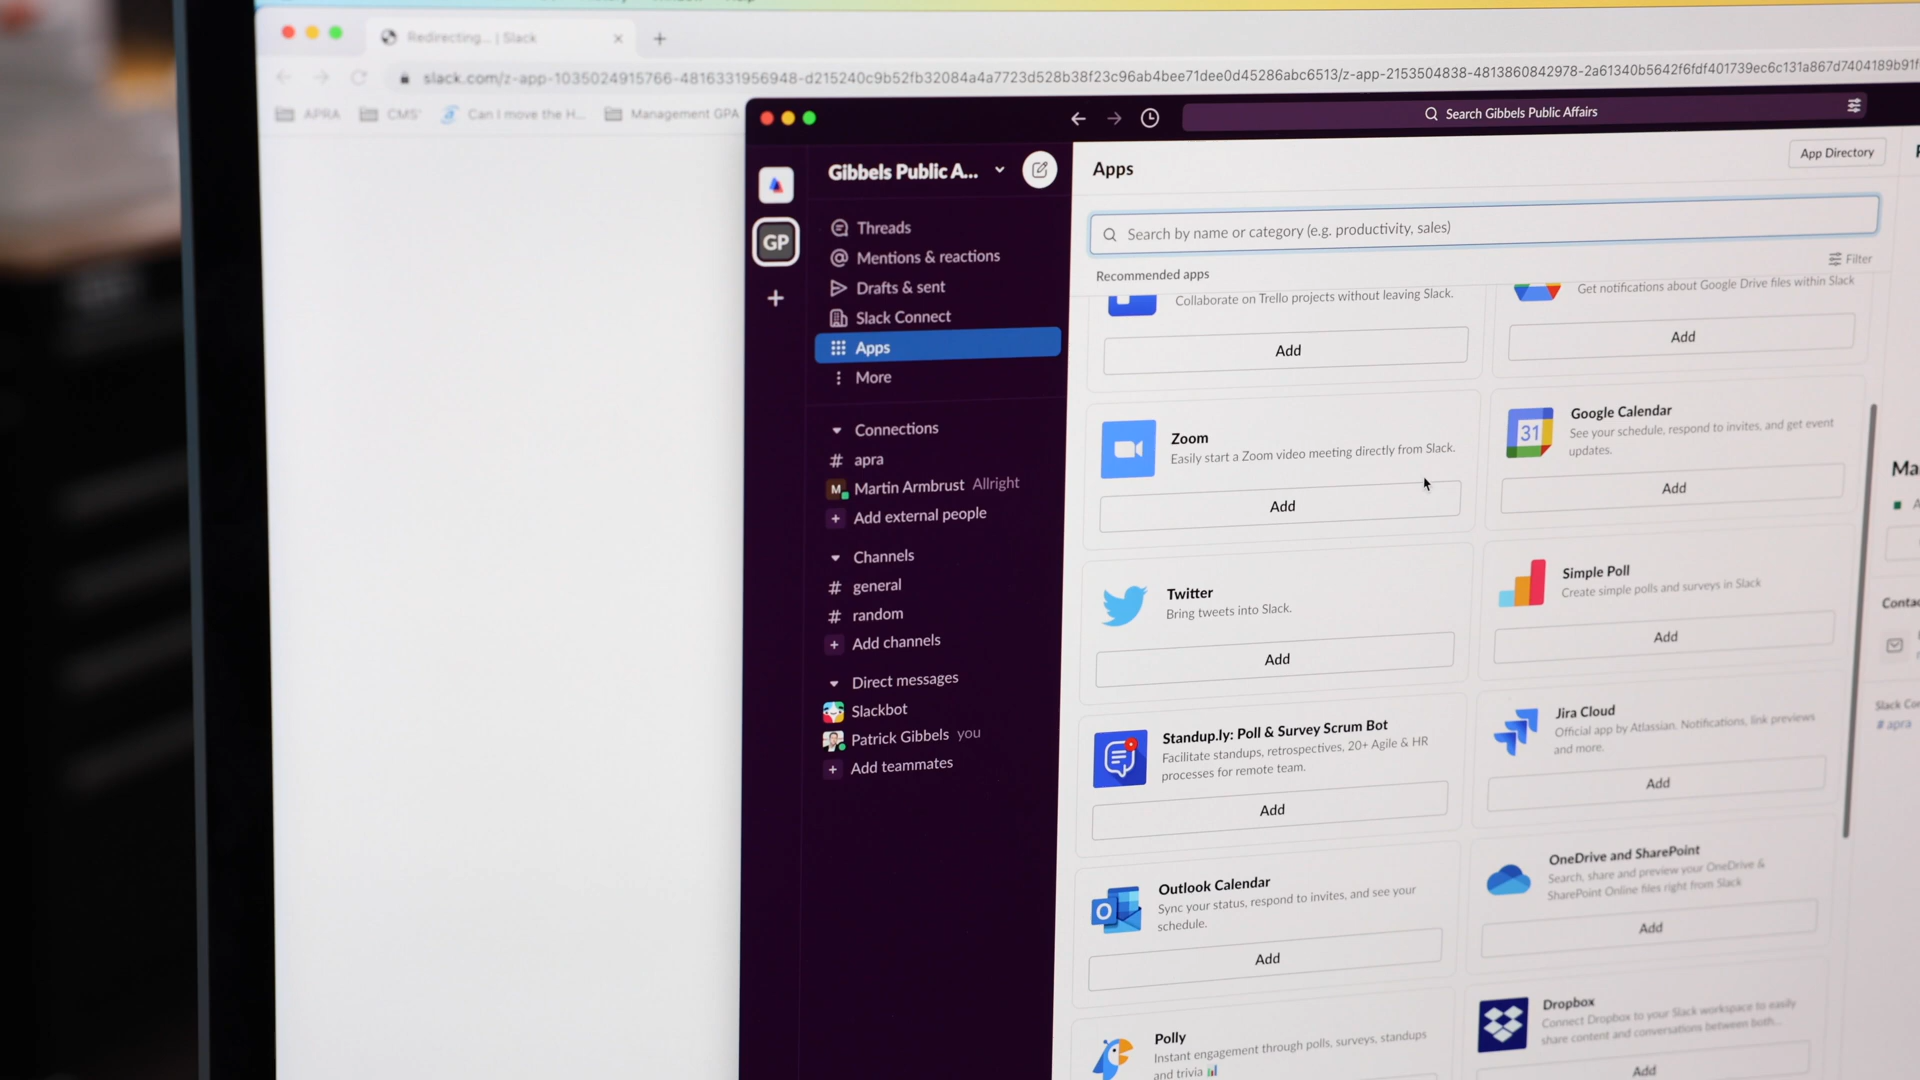 Redirecting... | Slack
slack.com/z-app-1035024915766-4816331956948-d215240c9b52fb32084a4a7723d528b38f23c96ab4bee71dee0d45286abc6513/z-app-2153504838-4813860842978-2a61340b5642f6fdf401739ec6c131a867d7404189b91f
APRA
CMS'
Can I move the H...
Management GPA
Search Gibbels Public Affairs
Gibbels Public A...
GP
Threads
Mentions & reactions
Drafts & sent
Slack Connect
Apps
More
Connections
# apra
M Martin Armbrust Allright
+ Add external people
Channels
# general
# random
+ Add channels
Direct messages
Slackbot
Patrick Gibbels you
+ Add teammates
Apps
App Directory
Search by name or category (e.g. productivity, sales)
Recommended apps
Filter
Collaborate on Trello projects without leaving Slack.
Add
Get notifications about Google Drive files within Slack
Add
Zoom
Easily start a Zoom video meeting directly from Slack.
Add
31
Google Calendar
See your schedule, respond to invites, and get event
updates.
Add
Twitter
Bring tweets into Slack.
Add
Simple Poll
Create simple polls and surveys in Slack
Add
Standup.ly: Poll & Survey Scrum Bot
Facilitate standups, retrospectives, 20+ Agile & HR
processes for remote team.
Add
Jira Cloud
Official app by Atlassian. Notifications, link previews
and more.
Add
Outlook Calendar
Sync your status, respond to invites, and see your
schedule.
Add
OneDrive and SharePoint
Search, share and preview your OneDrive &
SharePoint Online files right from Slack
Add
Polly
Instant engagement through polls, surveys, standups
and trivia
Dropbox
Connect Dropbox to your Slack workspace to easily
share content and conversations between both...
Add
Ma
Contac
Slack Co
# apra